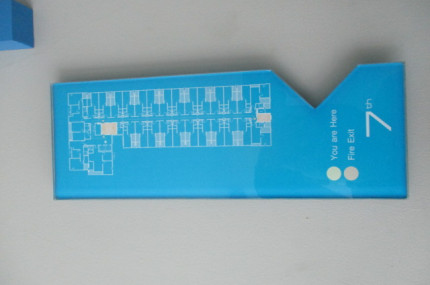 7th
You are Here
Fire Exit